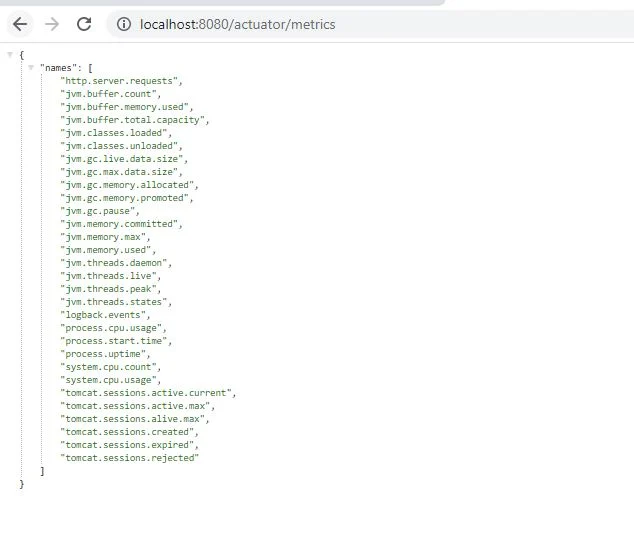 localhost:8080/actuator/metrics
{
"names": [
"http.server.requests",
"jvm.buffer.count",
"jvm.buffer.memory.used",
"jvm.buffer.total.capacity",
"jvm.classes.loaded",
"jvm.classes.unloaded",
"jvm.gc.live.data.size",
"jvm.gc.max.data.size",
"jvm.gc.memory.allocated",
"jvm.gc.memory.promoted",
"jvm.gc.pause",
"jvm.memory.committed",
"jvm.memory.max",
"jvm.memory.used",
"jvm.threads.daemon",
"jvm.threads.live",
"jvm.threads.peak",
"jvm.threads.states",
"logback.events",
"process.cpu.usage",
"process.start.time",
"process.uptime",
"system.cpu.count",
"system.cpu.usage",
"tomcat.sessions.active.current",
"tomcat.sessions.active.max",
"tomcat.sessions.alive.max",
"tomcat.sessions.created",
"tomcat.sessions.expired",
"tomcat.sessions.rejected"
]
}